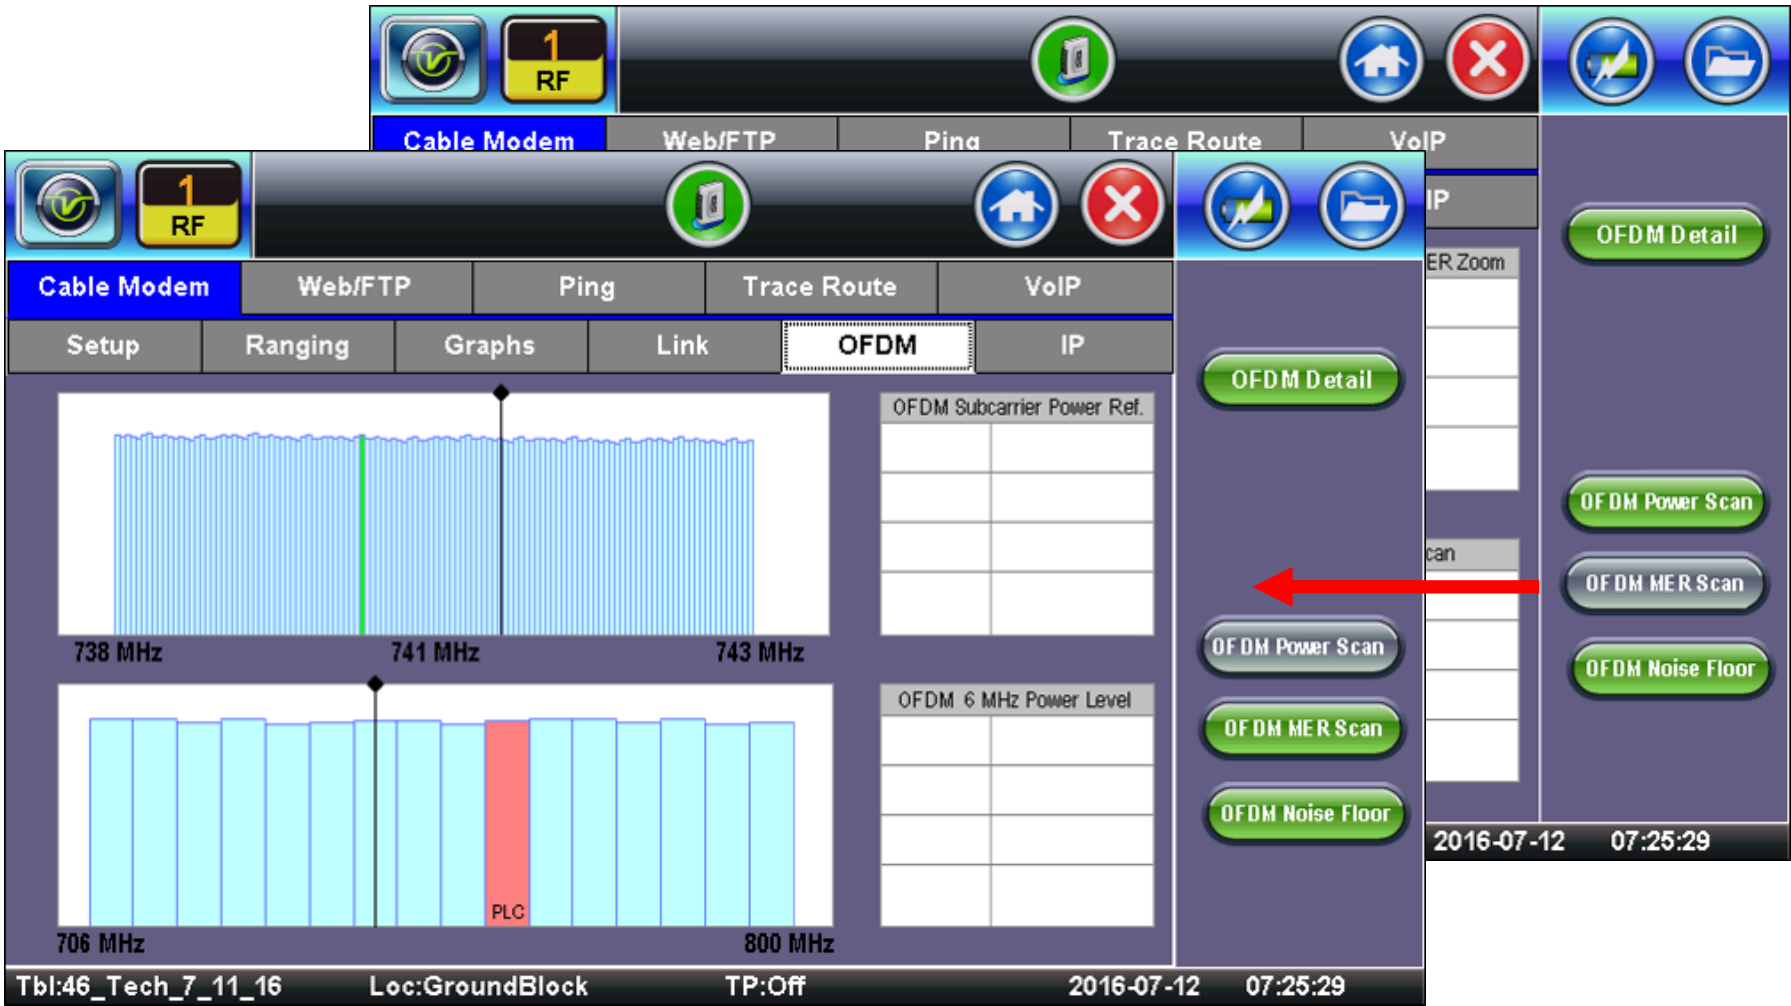 1
RF
Cable Modem Web/FTP Ping Trace Route VoIP
IP
OFDM Detail
ER Zoom
OFDM Power Scan
can
OFDM MER Scan
OFDM Noise Floor
2016-07-12 07:25:29
1
RF
Cable Modem Web/FTP Ping Trace Route VoIP
Setup Ranging Graphs Link OFDM IP
OFDM Detail
OFDM Subcarrier Power Ref.
738 MHz 741 MHz 743 MHz
OFDM Power Scan
OFDM 6 MHz Power Level
OFDM MER Scan
OFDM Noise Floor
PLC
706 MHz 800 MHz
Tbl:46_Tech_7_11_16 Loc:GroundBlock TP:Off 2016-07-12 07:25:29